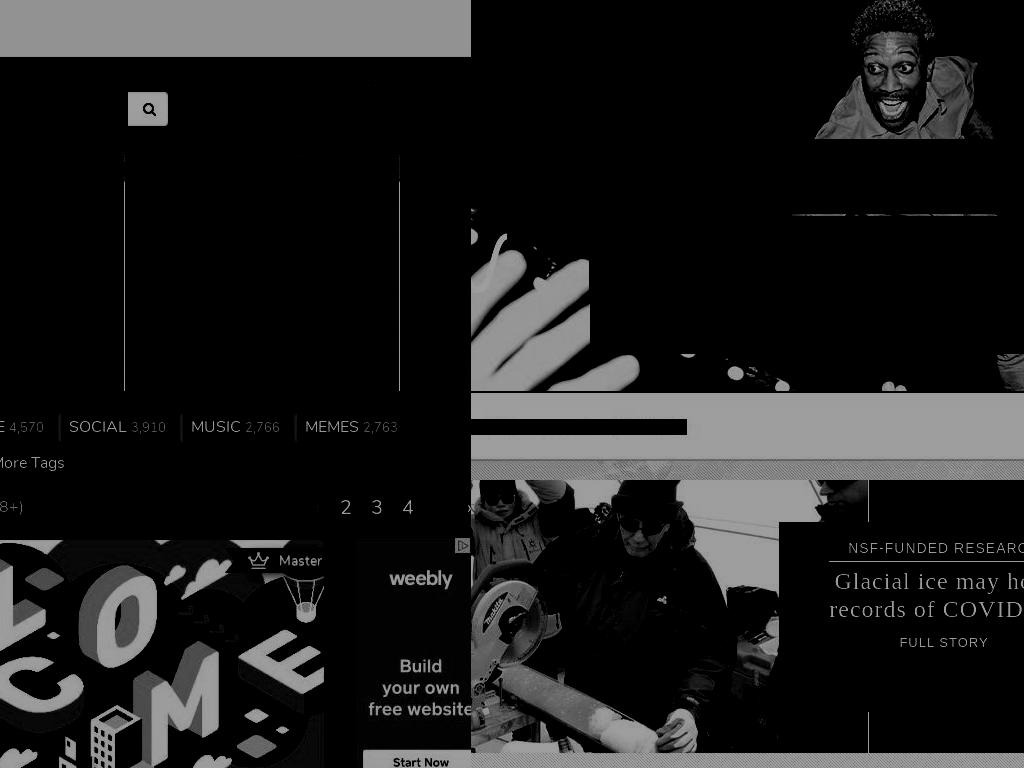 4,570 SOCIAL 3,910 MUSIC 2,766 MEMES 2,763
More Tags
8+)
2 3 4
Master
weebly
Build
your own
free website
Start Now
L O
C O M E
makita
NSF-FUNDED RESEARC
Glacial ice may ho
records of COVID
FULL STORY